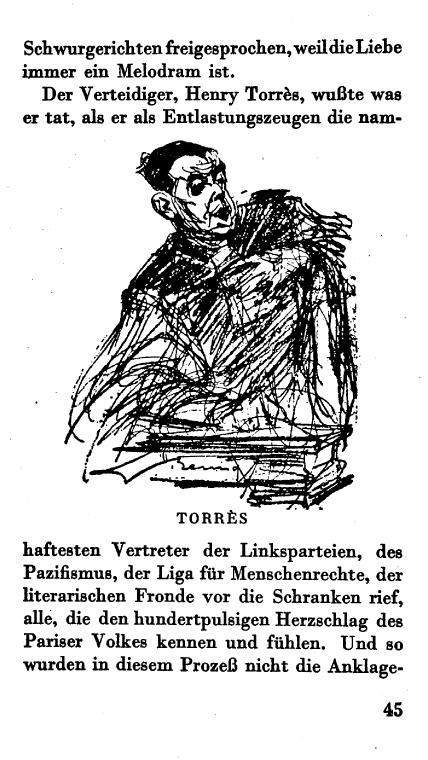 Schwurgerichten freigesprochen, weil die Liebe
immer ein Melodram ist.
Der Verteidiger, Henry Torrès, wußte was
er tat, als er als Entlastungszeugen die nam-
TORRÈS
haftesten Vertreter der Linksparteien, des
Pazifismus, der Liga für Menschenrechte, der
literarischen Fronde vor die Schranken rief,
alle, die den hundertpulsigen Herzschlag des
Pariser Volkes kennen und fühlen. Und so
wurden in diesem Prozeß nicht die Anklage-
45